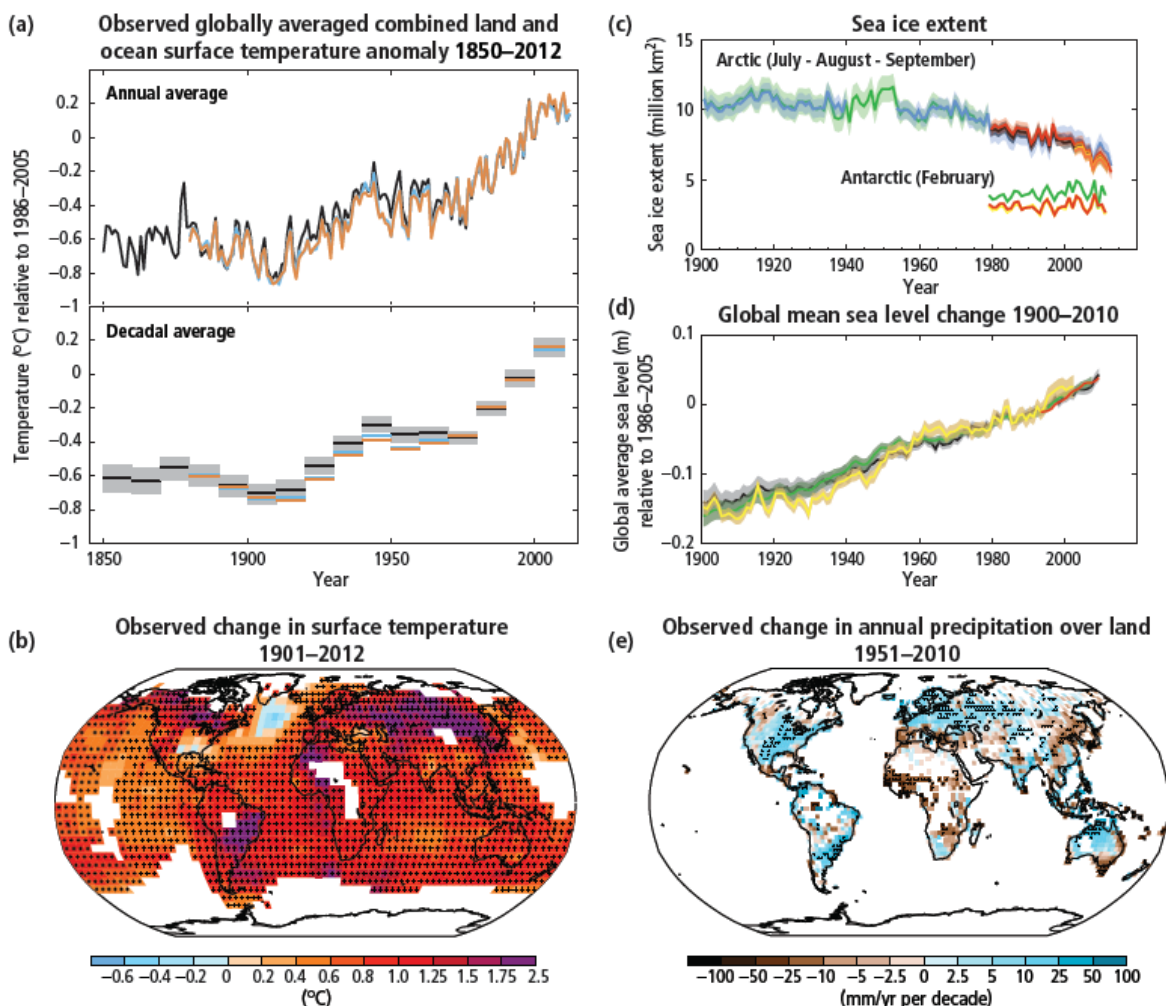 (a)
Observed globally averaged combined land and
ocean surface temperature anomaly 1850–2012
Annual average
0.2
0
−0.2
−0.4
−0.6
−0.8
−1
Decadal average
0.2
0
−0.2
−0.4
−0.6
−0.8
−1
Temperature (ºC) relative to 1986–2005
1850
1900
1950
2000
Year
(c)
Sea ice extent
Arctic (July - August - September)
Antarctic (February)
15
10
5
0
Sea ice extent (million km²)
1900
1920
1940
1960
1980
2000
Year
(d)
Global mean sea level change 1900–2010
0.1
0
−0.1
−0.2
Global average sea level (m)
relative to 1986–2005
1900
1920
1940
1960
1980
2000
Year
(b)
Observed change in surface temperature
1901–2012
−0.6 −0.4 −0.2 0 0.2 0.4 0.6 0.8 1.0 1.25 1.5 1.75 2.5
(ºC)
(e)
Observed change in annual precipitation over land
1951–2010
−100 −50 −25 −10 −5 −2.5 0 2.5 5 10 25 50 100
(mm/yr per decade)